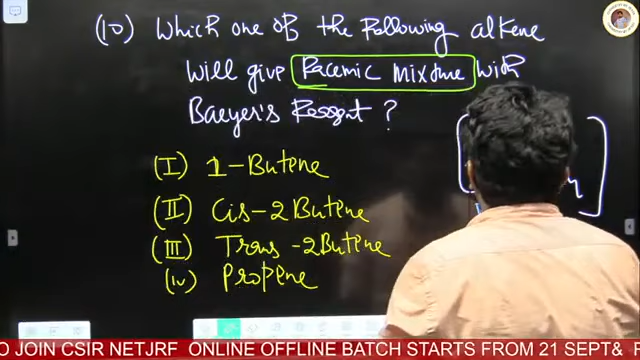 (10) Which one of the following alkene
will give Racemic Mixture with
Baeyer's Reagent ?
(I) 1-Butene
(II) Cis-2 Butene
(III) Trans-2 Butene
(iv) Propene
O JOIN CSIR NETJRF ONLINE OFFLINE BATCH STARTS FROM 21 SEPT&